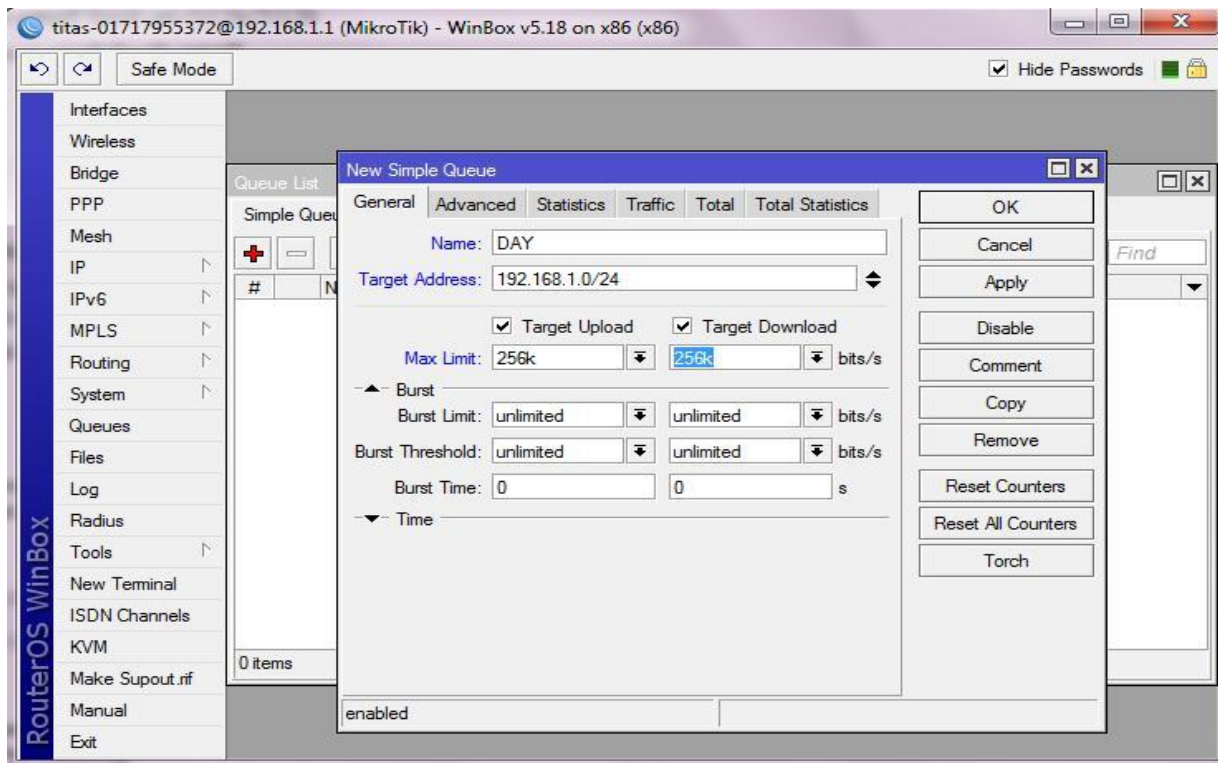 titas-01717955372@192.168.1.1 (MikroTik) - WinBox v5.18 on x86 (x86)
Safe Mode
Hide Passwords
RouterOS WinBox
Interfaces
Wireless
Bridge
PPP
Mesh
IP
IPv6
MPLS
Routing
System
Queues
Files
Log
Radius
Tools
New Terminal
ISDN Channels
KVM
Make Supout.rif
Manual
Exit
Queue List
Simple Queu
Find
# N
0 items
New Simple Queue
General Advanced Statistics Traffic Total Total Statistics
Name: DAY
Target Address: 192.168.1.0/24
Target Upload Target Download
Max Limit: 256k 256k bits/s
Burst
Burst Limit: unlimited unlimited bits/s
Burst Threshold: unlimited unlimited bits/s
Burst Time: 0 0 s
Time
OK
Cancel
Apply
Disable
Comment
Copy
Remove
Reset Counters
Reset All Counters
Torch
enabled